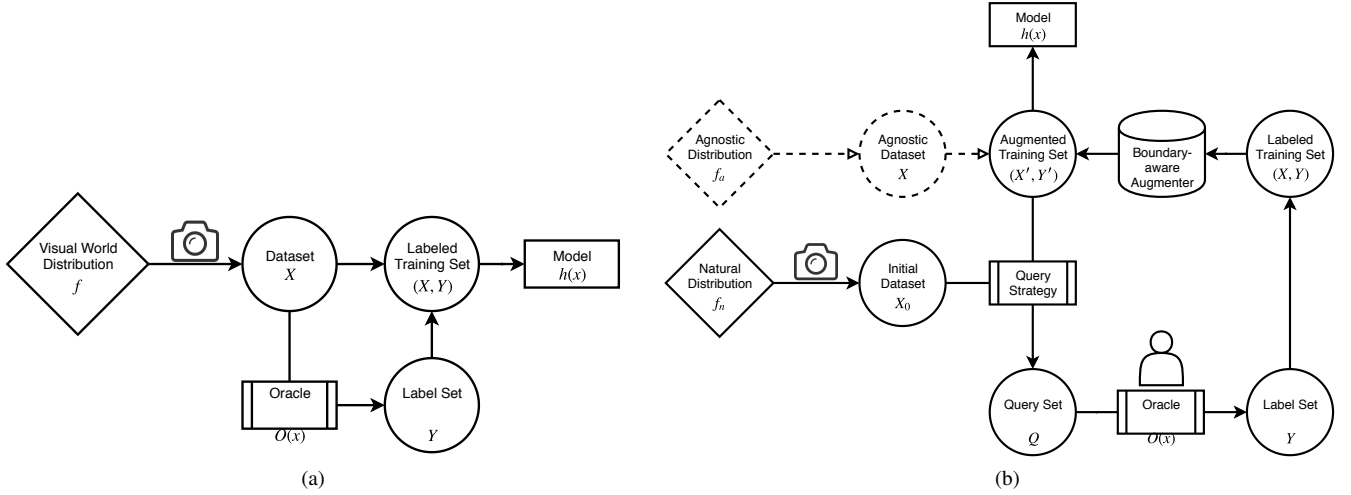 Visual World
Distribution
f
Dataset
X
Labeled
Training Set
(X, Y)
Model
h(x)
Oracle
O(x)
Label Set
Y
(a)
Model
h(x)
Agnostic
Distribution
fₐ
Agnostic
Dataset
X
Augmented
Training Set
(X′, Y′)
Boundary-
aware
Augmenter
Labeled
Training Set
(X, Y)
Natural
Distribution
fₙ
Initial
Dataset
X₀
Query
Strategy
Query Set
Q
Oracle
O(x)
Label Set
Y
(b)